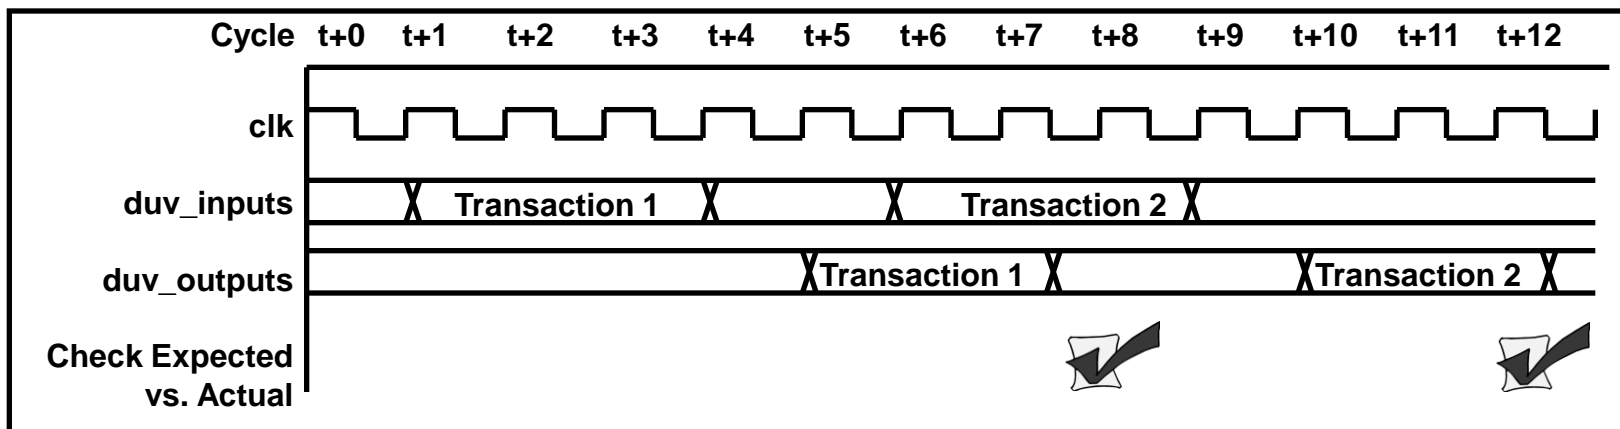 Cycle t+0 t+1 t+2 t+3 t+4 t+5 t+6 t+7 t+8 t+9 t+10 t+11 t+12
clk
duv_inputs Transaction 1 Transaction 2
duv_outputs Transaction 1 Transaction 2
Check Expected
vs. Actual